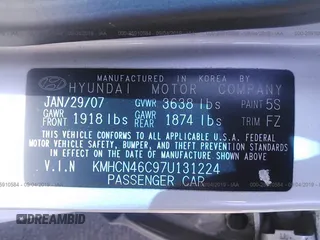 MANUFACTURED IN KOREA BY
HYUNDAI MOTOR COMPANY
JAN/29/07 GVWR 3638 lbs PAINT 5S
GAWR FRONT 1918 lbs GAWR REAR 1874 lbs TRIM FZ
THIS VEHICLE CONFORMS TO ALL APPLICABLE U.S.A. FEDERAL
MOTOR VEHICLE SAFETY, BUMPER, AND THEFT PREVENTION STANDARDS
IN EFFECT ON THE DATE OF MANUFACTURE SHOWN ABOVE.
V.I.N KMHCN46C97U131224
PASSENGER CAR
BIDFAX